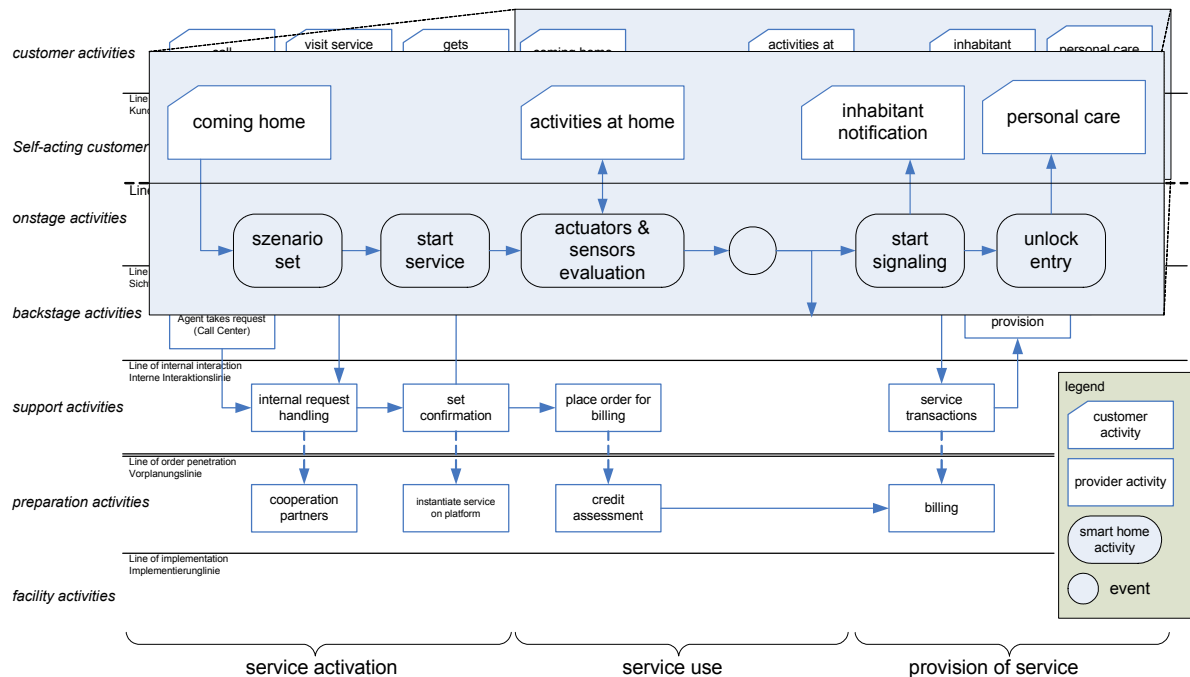 customer activities
visit service
gets
activities at
inhabitant
personal care
coming home
Line
coming home
activities at home
inhabitant
notification
personal care
Self-acting customer
Line
onstage activities
szenario
set
start
service
actuators &
sensors
evaluation
start
signaling
unlock
entry
Line
backstage activities
Agent takes request
(Call Center)
provision
Line of internal interaction
Interne Interaktionslinie
support activities
internal request
handling
set
confirmation
place order for
billing
service
transactions
Line of order penetration
Vorplanungslinie
preparation activities
cooperation
partners
instantiate service
on platform
credit
assessment
billing
Line of implementation
Implementierunglinie
facility activities
legend
customer
activity
provider activity
smart home
activity
event
service activation
service use
provision of service